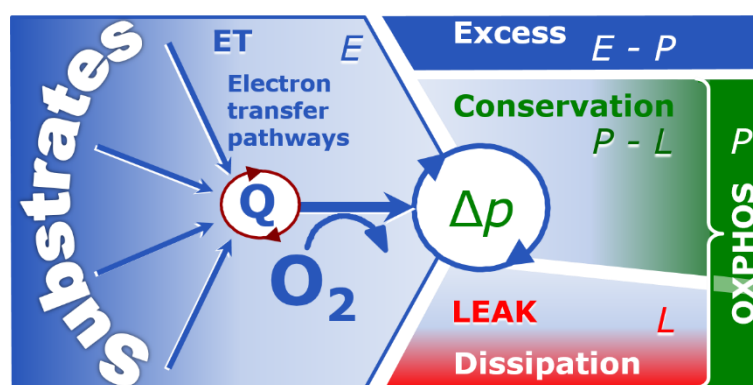 Substrates
ET
E
Electron
transfer
pathways
Q
O2
Δp
Excess
E - P
Conservation
P - L
LEAK
L
Dissipation
P
OXPHOS